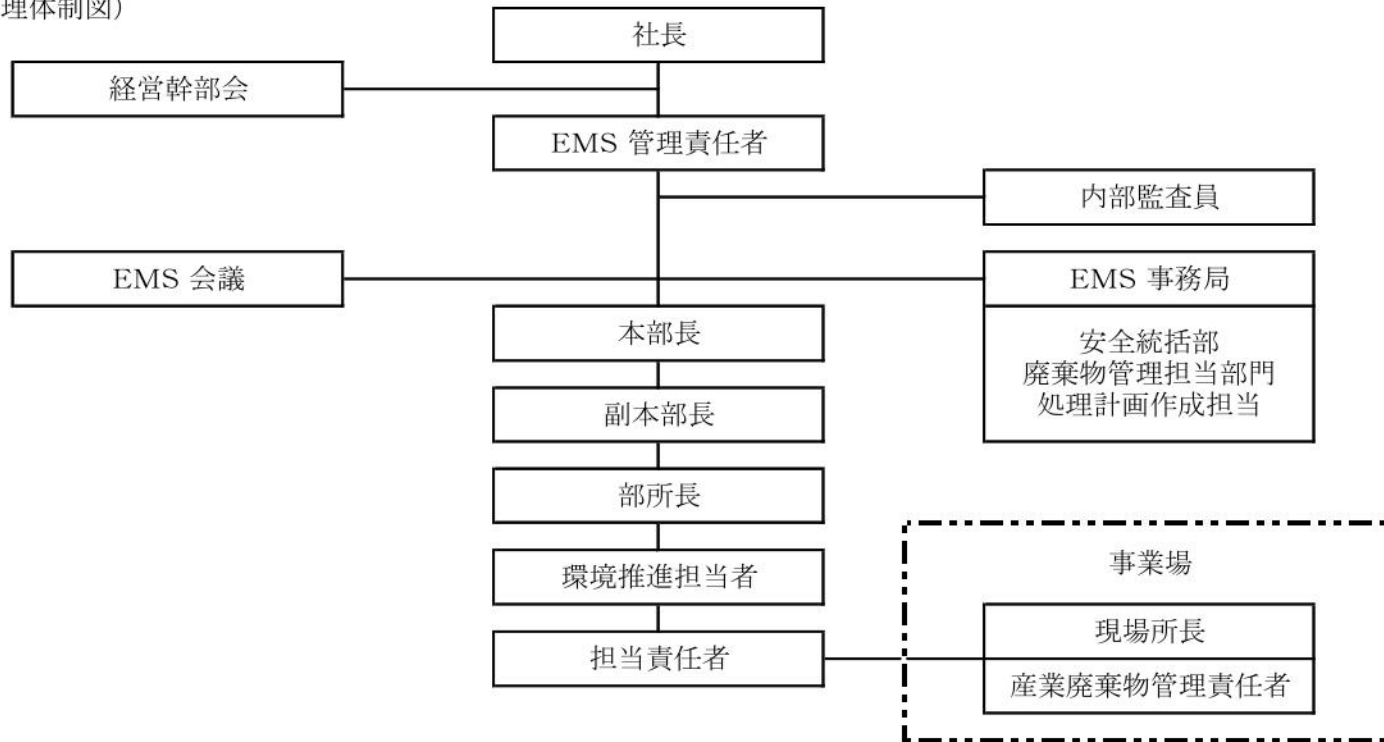 理体制図）
社長
経営幹部会
EMS 管理責任者
内部監査員
EMS 会議
EMS 事務局
安全統括部
廃棄物管理担当部門
処理計画作成担当
本部長
副本部長
部所長
環境推進担当者
担当責任者
事業場
現場所長
産業廃棄物管理責任者